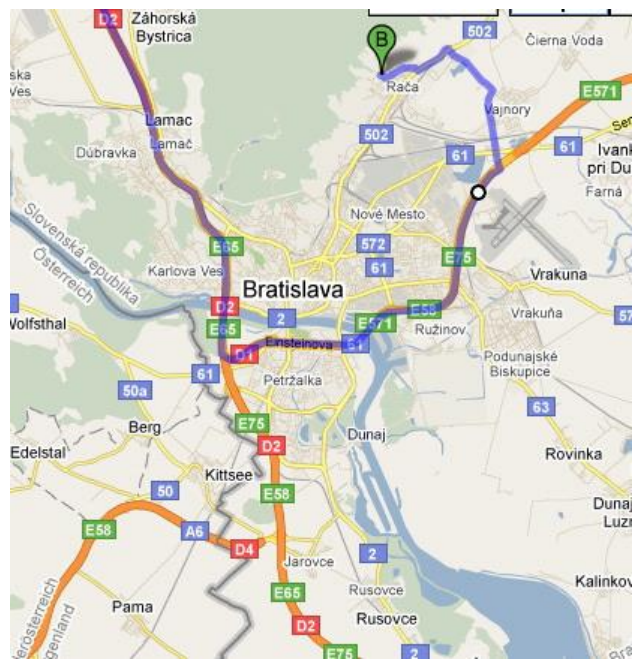 D2
Záhorská
Bystrica
502
Čierna Voda
B
Rača
E571
Lamac
Lamač
Vajnory
502
61
61
Dúbravka
Ivank
pri Du
Farná
Nové Mesto
Slovenská republika
Österreich
E65
572
E75
Karlova Ves
61
Vrakuna
Bratislava
D2
Vrakuňa
57
Wolfsthal
E65
2
E571
E58
Ružinov
Einsteinova
61
D1
Podunajské
Biskupice
61
Petržalka
50a
63
E75
Berg
Dunaj
D2
Edelstal
Rovinka
Kittsee
50
E58
Dunaj
Luzn
E58
A6
D4
2
Jarovce
Kalinkov
E65
Rusovce
Pama
Rusovce
D2
2
E75